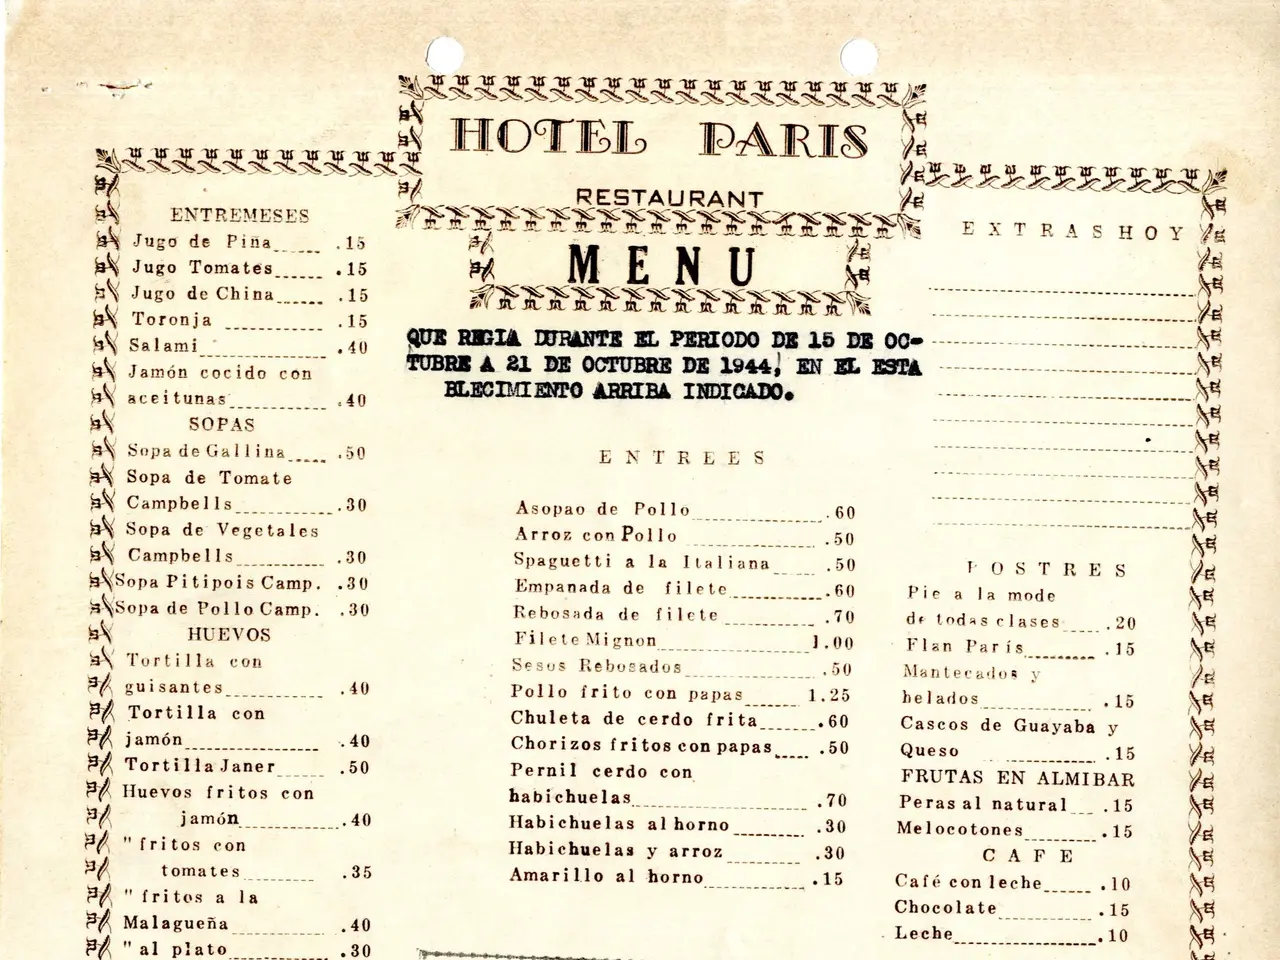 HOTEL PARIS
RESTAURANT
MENU
QUE REGIA DURANTE EL PERIODO DE 15 DE OC-
TUBRE A 21 DE OCTUBRE DE 1944, EN EL ESTA
BLECIMIENTO ARRIBA INDICADO.
ENTREMESES
Jugo de Piña .15
Jugo Tomates .15
Jugo de China .15
Toronja .15
Salami .40
Jamón cocido con
aceitunas .40
SOPAS
Sopa de Gallina .50
Sopa de Tomate
Campbells .30
Sopa de Vegetales
Campbells .30
Sopa Pitipois Camp. .30
Sopa de Pollo Camp. .30
HUEVOS
Tortilla con
guisantes .40
Tortilla con
jamón .40
Tortilla Janer .50
Huevos fritos con
jamón .40
" fritos con
tomates .35
" fritos a la
Malagueña .40
" al plato .30
ENTREES
Asopao de Pollo .60
Arroz con Pollo .50
Spaguetti a la Italiana .50
Empanada de filete .60
Rebosada de filete .70
Filete Mignon 1.00
Sesos Rebosados .50
Pollo frito con papas 1.25
Chuleta de cerdo frita .60
Chorizos fritos con papas .50
Pernil cerdo con
habichuelas .70
Habichuelas al horno .30
Habichuelas y arroz .30
Amarillo al horno .15
EXTRAS HOY
POSTRES
Pie a la mode
de todas clases .20
Flan París .15
Mantecados y
helados .15
Cascos de Guayaba y
Queso .15
FRUTAS EN ALMIBAR
Peras al natural .15
Melocotones .15
CAFE
Café con leche .10
Chocolate .15
Leche .10